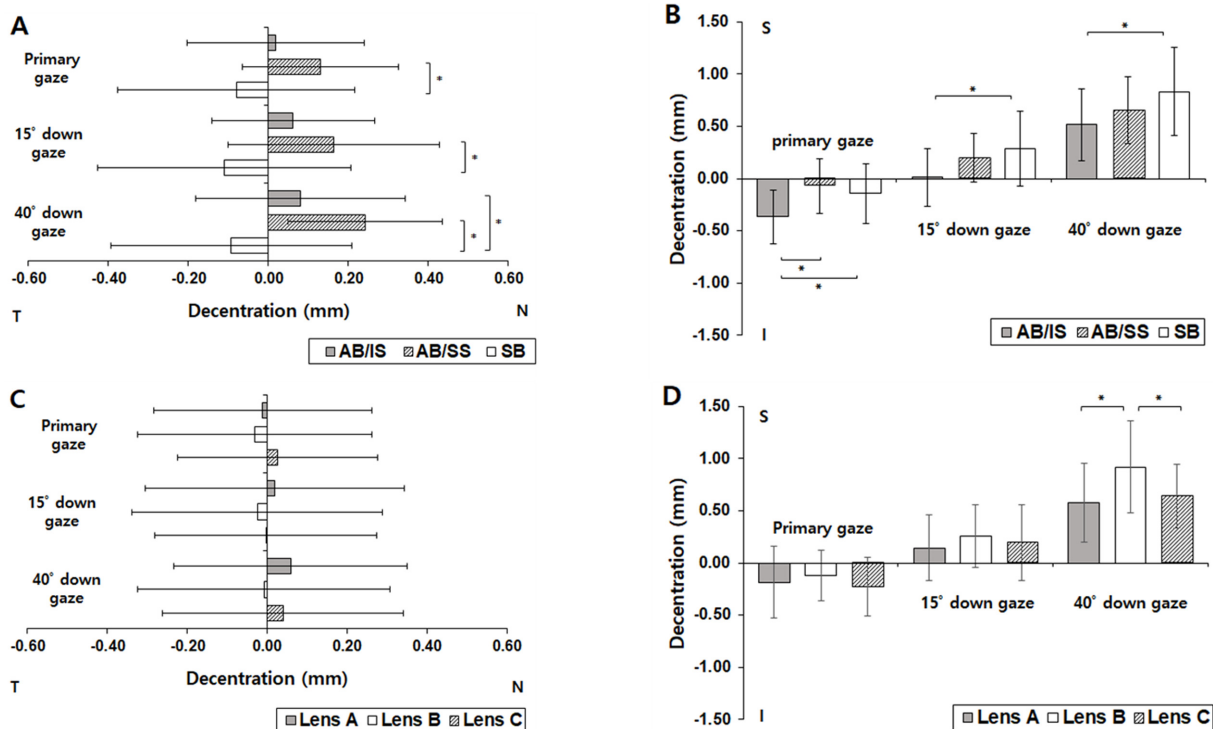 A
Primary
gaze
*
15° down
gaze
*
40° down
gaze
*
*
-0.60 -0.40 -0.20 0.00 0.20 0.40 0.60
T Decentration (mm) N
AB/IS AB/SS SB
B
Decentration (mm)
1.50
1.00
0.50
0.00
-0.50
-1.00
-1.50
S
primary gaze
*
*
*
*
15° down gaze 40° down gaze
I
AB/IS AB/SS SB
C
Primary
gaze
15° down
gaze
40° down
gaze
-0.60 -0.40 -0.20 0.00 0.20 0.40 0.60
Decentration (mm)
T N
Lens A Lens B Lens C
D
Decentration (mm)
1.50
1.00
0.50
0.00
-0.50
-1.00
-1.50
S
* *
Primary gaze
15° down gaze 40° down gaze
I
Lens A Lens B Lens C